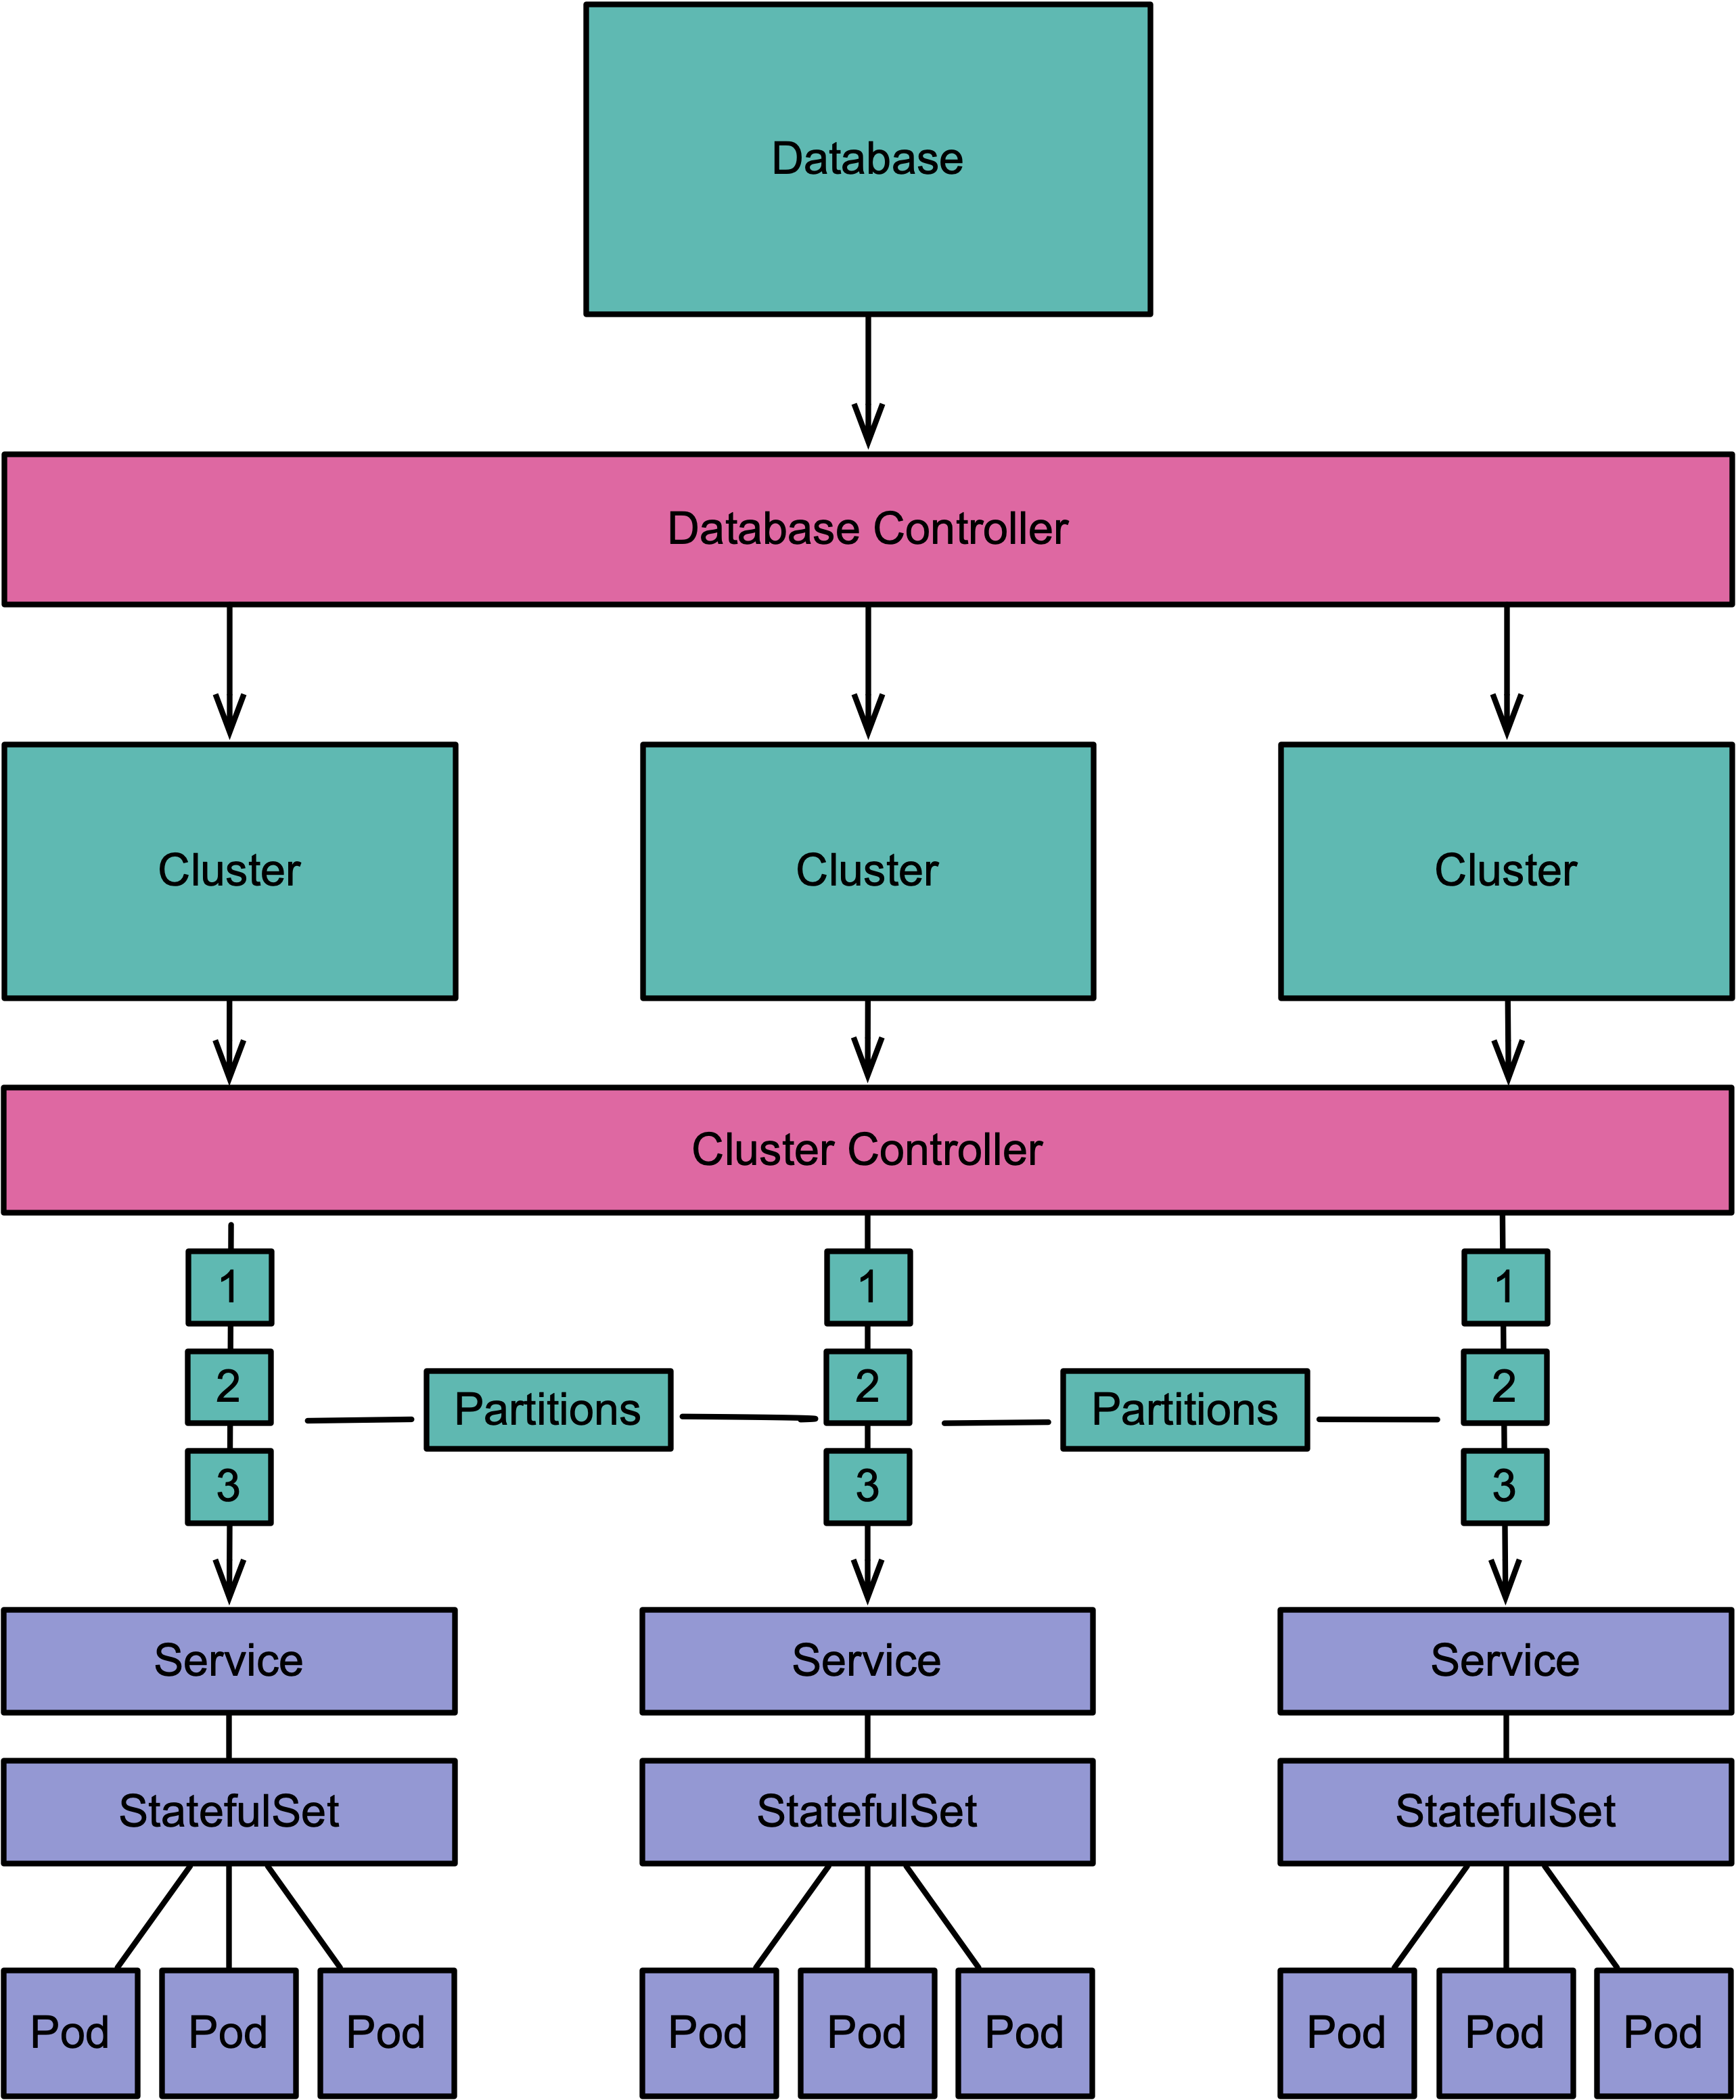 Database
Database Controller
Cluster
Cluster
Cluster
Cluster Controller
1
1
1
2
2
2
Partitions
Partitions
3
3
3
Service
Service
Service
StatefulSet
StatefulSet
StatefulSet
Pod
Pod
Pod
Pod
Pod
Pod
Pod
Pod
Pod